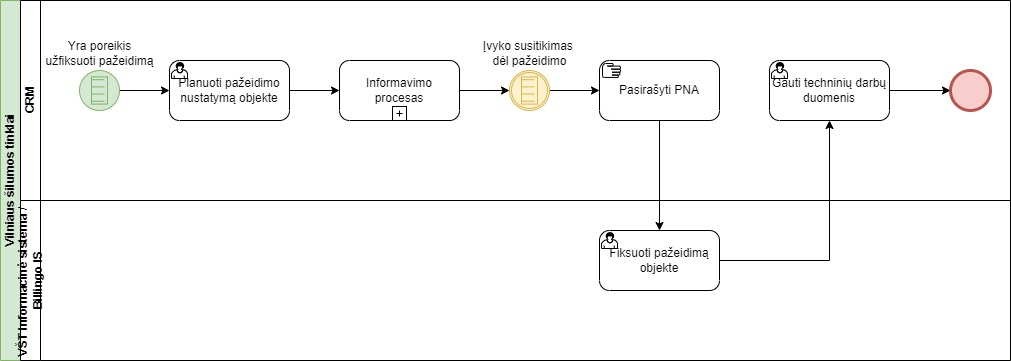 Vilniaus šilumos tinklai
CRM
Yra poreikis
užfiksuoti pažeidimą
Planuoti pažeidimo
nustatymą objekte
Informavimo
procesas
Įvyko susitikimas
dėl pažeidimo
Pasirašyti PNA
Gauti techninių darbų
duomenis
VŠT Informacinė sistema /
Billingo IS
Fiksuoti pažeidimą
objekte